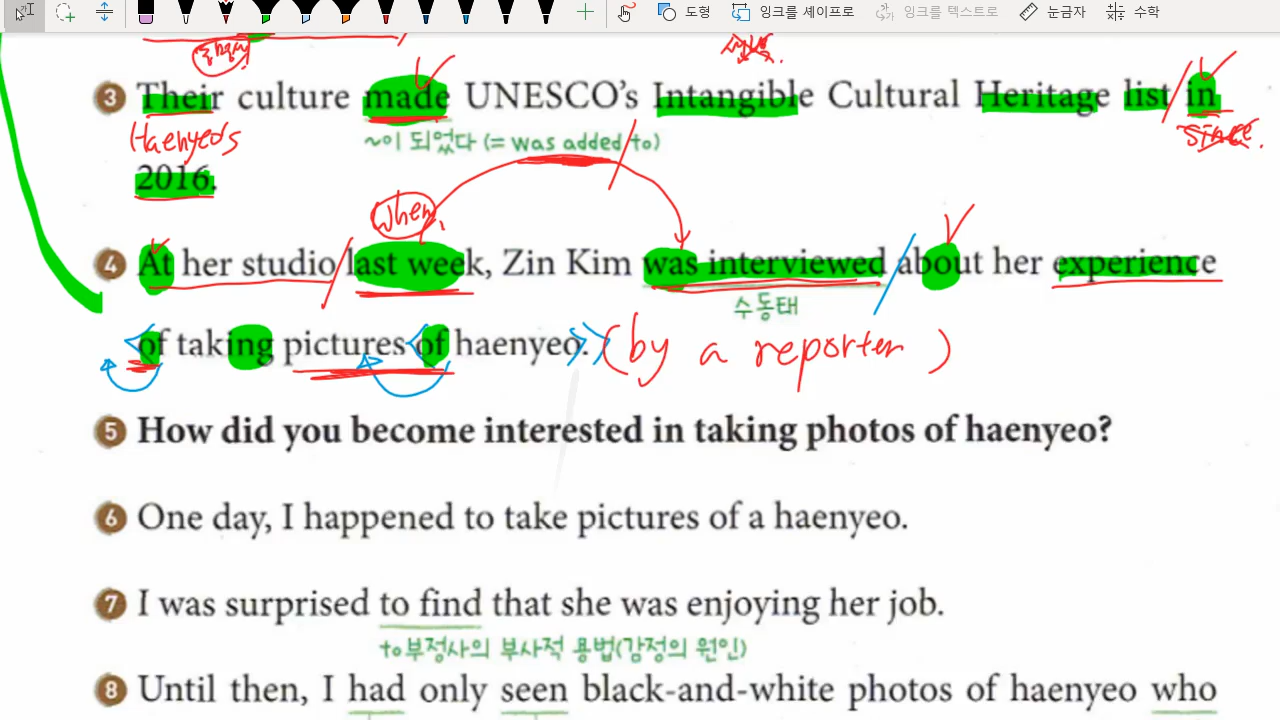 도형 잉크를 셰이프로 잉크를 텍스트로 눈금자 수학
3 Their culture made UNESCO's Intangible Cultural Heritage list in
Haenyeo's ~이 되었다 (= was added to) since
2016.
when
4 At her studio last week, Zin Kim was interviewed about her experience
수동태
of taking pictures of haenyeo. (by a reporter)
5 How did you become interested in taking photos of haenyeo?
6 One day, I happened to take pictures of a haenyeo.
7 I was surprised to find that she was enjoying her job.
to부정사의 부사적 용법(감정의 원인)
8 Until then, I had only seen black-and-white photos of haenyeo who